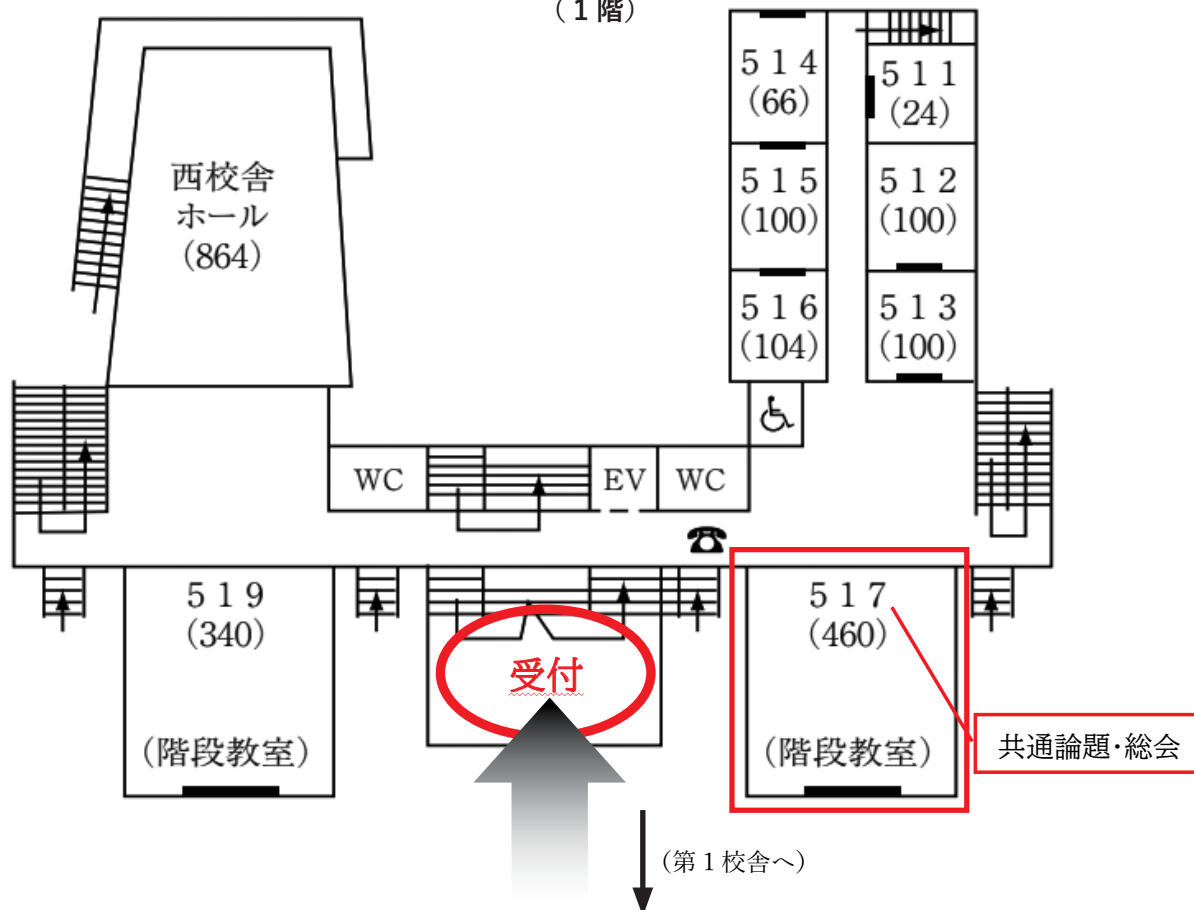 （１階）
西校舎
ホール
（864）
５１４
（66）
５１１
（24）
５１５
（100）
５１２
（100）
５１６
（104）
５１３
（100）
WC
EV
WC
５１９
（340）
（階段教室）
受付
５１７
（460）
（階段教室）
共通論題・総会
（第１校舎へ）